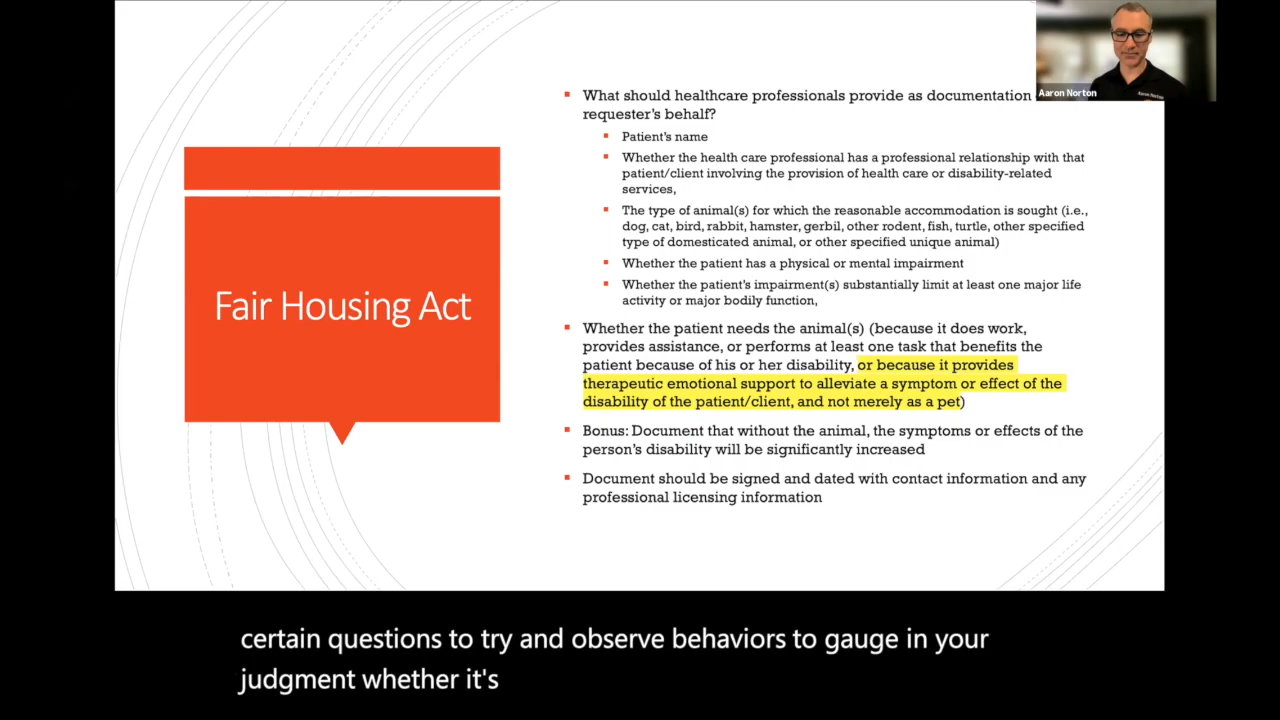 Aaron Norton
Fair Housing Act
What should healthcare professionals provide as documentation
requester's behalf?
Patient's name
Whether the health care professional has a professional relationship with that
patient/client involving the provision of health care or disability-related
services,
The type of animal(s) for which the reasonable accommodation is sought (i.e.,
dog, cat, bird, rabbit, hamster, gerbil, other rodent, fish, turtle, other specified
type of domesticated animal, or other specified unique animal)
Whether the patient has a physical or mental impairment
Whether the patient's impairment(s) substantially limit at least one major life
activity or major bodily function,
Whether the patient needs the animal(s) (because it does work,
provides assistance, or performs at least one task that benefits the
patient because of his or her disability, or because it provides
therapeutic emotional support to alleviate a symptom or effect of the
disability of the patient/client, and not merely as a pet)
Bonus: Document that without the animal, the symptoms or effects of the
person's disability will be significantly increased
Document should be signed and dated with contact information and any
professional licensing information
certain questions to try and observe behaviors to gauge in your
judgment whether it's